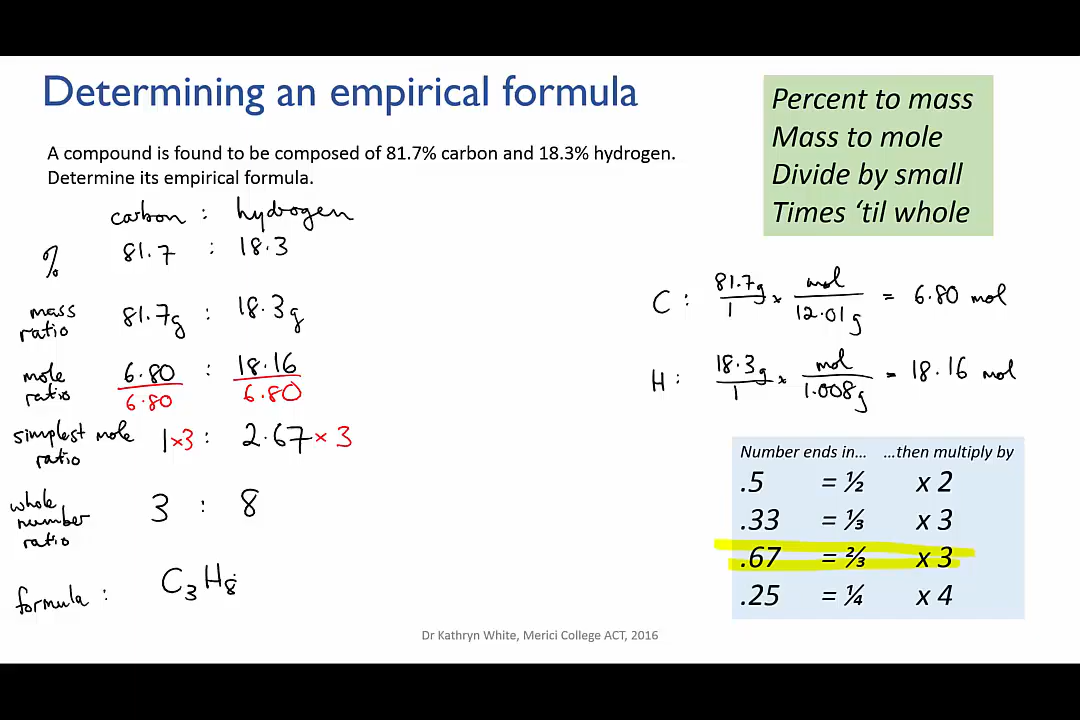 Determining an empirical formula
A compound is found to be composed of 81.7% carbon and 18.3% hydrogen.
Determine its empirical formula.
Percent to mass
Mass to mole
Divide by small
Times ‘til whole
carbon : hydrogen
% 81.7 : 18.3
mass ratio 81.7g : 18.3g
mole ratio 6.80/6.80 : 18.16/6.80
simplest mole ratio 1 ×3 : 2.67 × 3
whole number ratio 3 : 8
formula : C₃H₈
C : 81.7g/1 × mol/12.01g = 6.80 mol
H : 18.3g/1 × mol/1.008g = 18.16 mol
Number ends in... ...then multiply by
.5 = ½ x 2
.33 = ⅓ x 3
.67 = ⅔ x 3
.25 = ¼ x 4
Dr Kathryn White, Merici College ACT, 2016